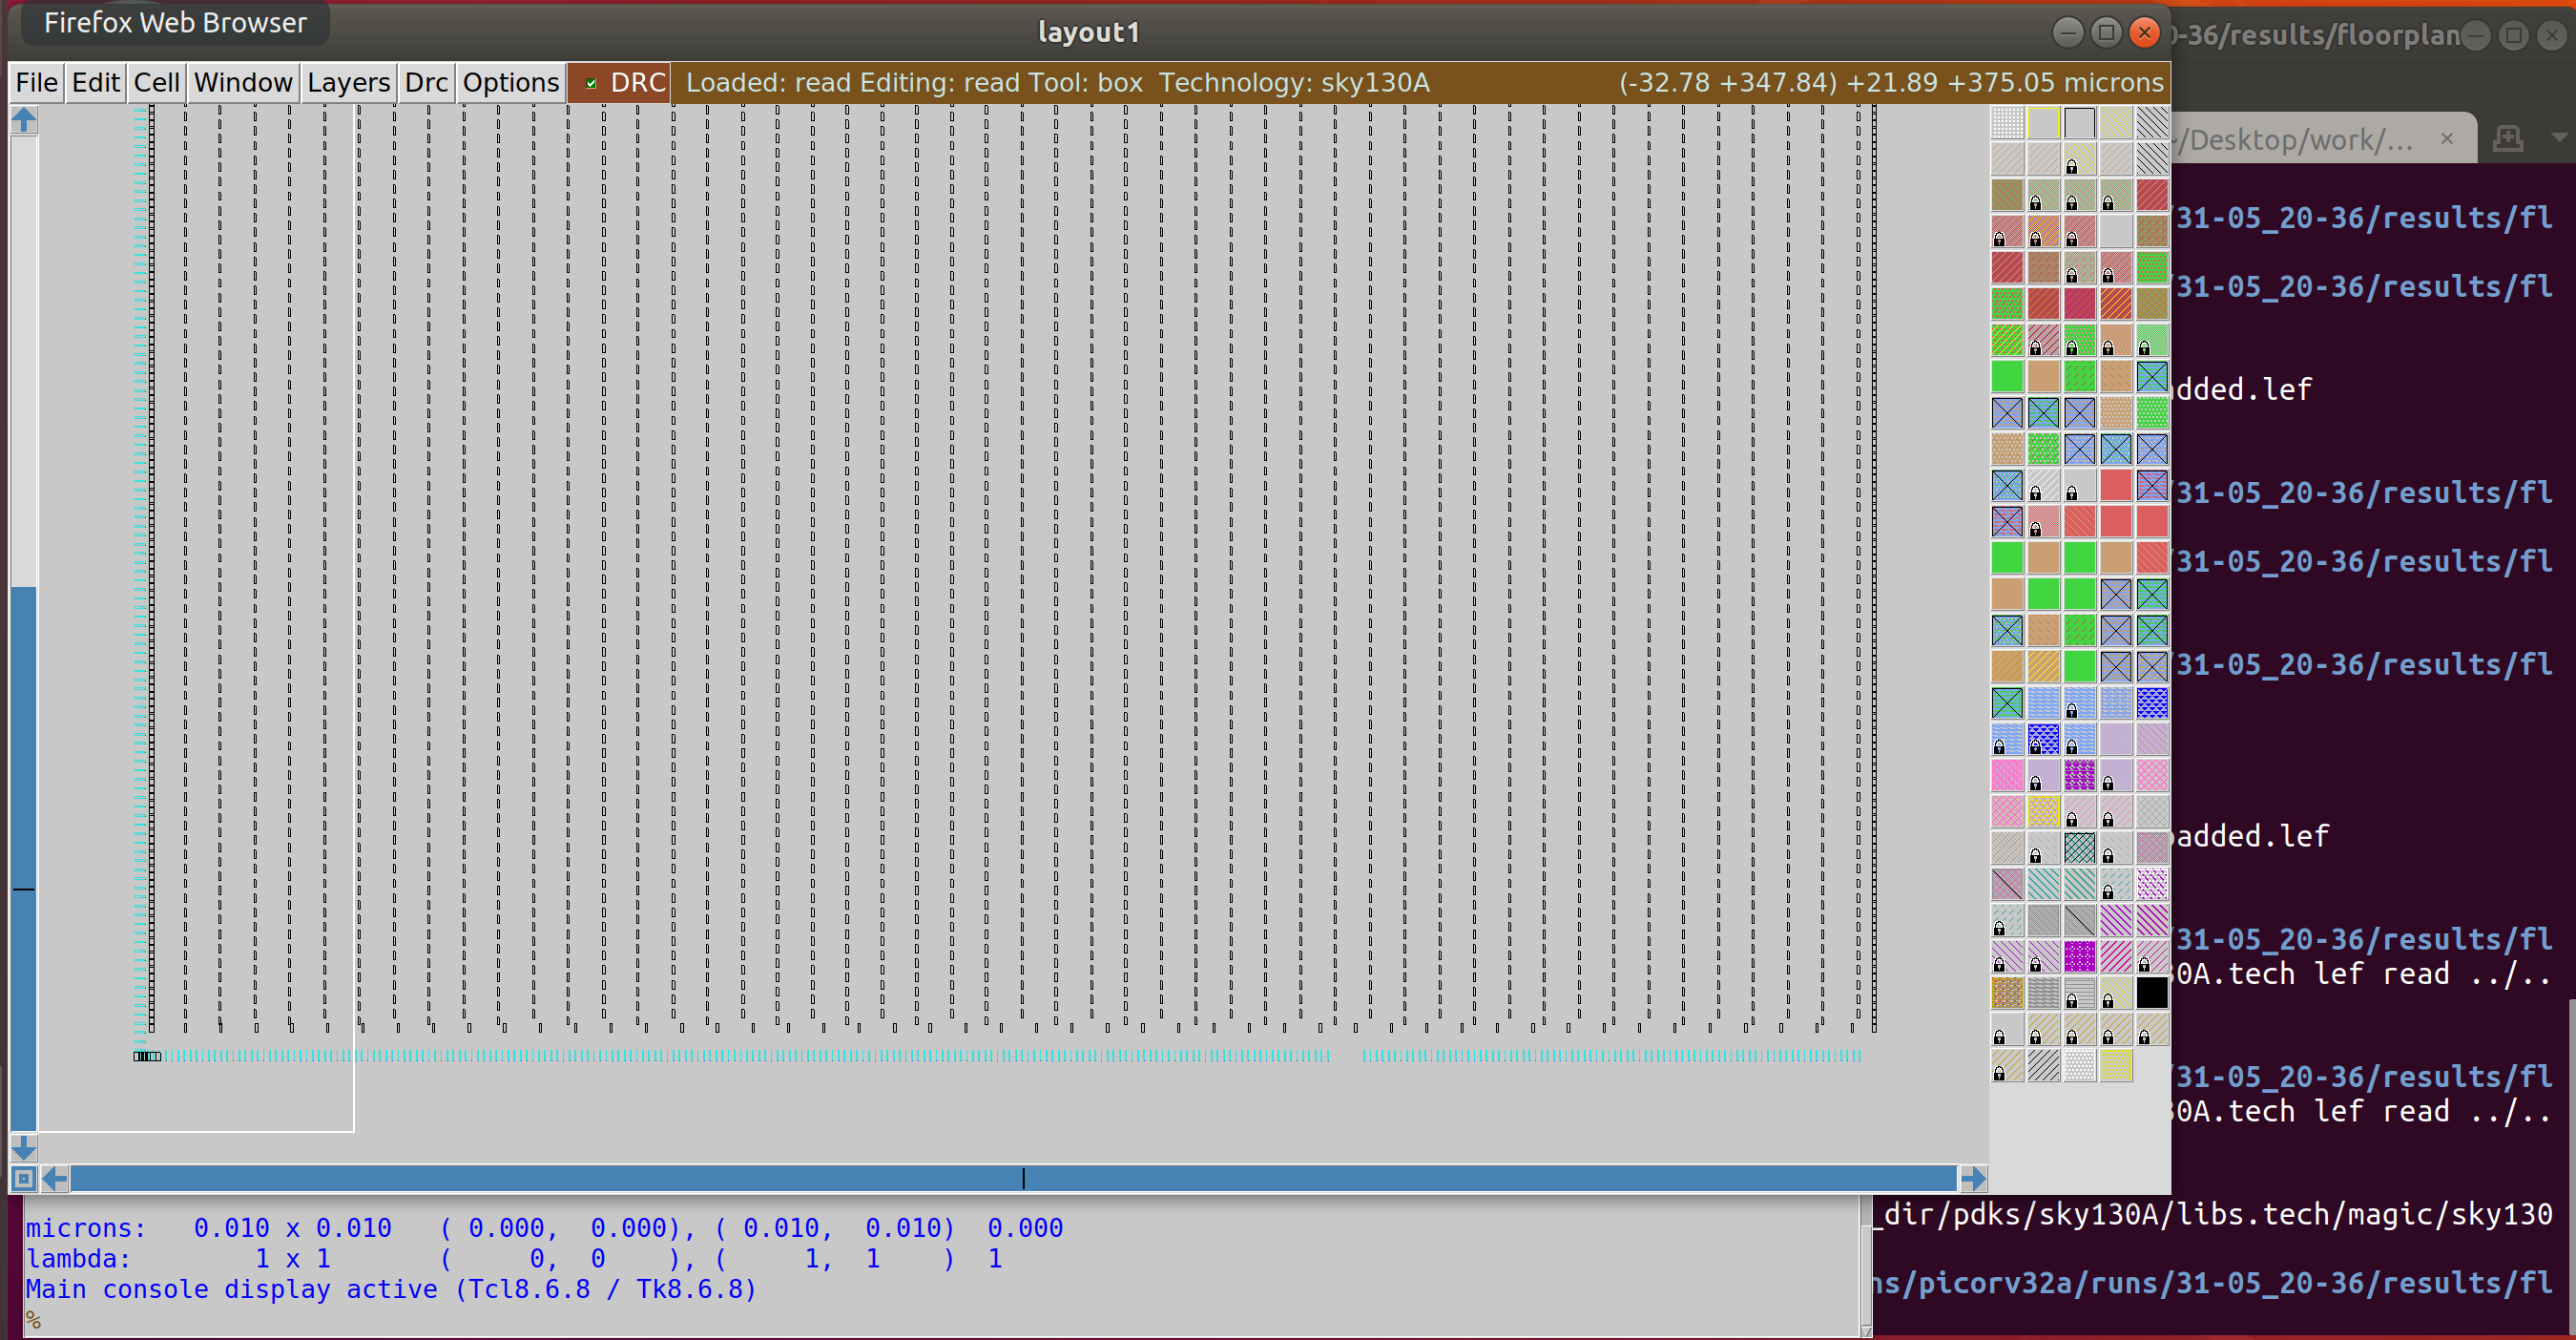 Firefox Web Browser
layout1
0-36/results/floorplan
File Edit Cell Window Layers Drc Options DRC Loaded: read Editing: read Tool: box Technology: sky130A (-32.78 +347.84) +21.89 +375.05 microns
~/Desktop/work/...
/31-05_20-36/results/fl
/31-05_20-36/results/fl
dded.lef
/31-05_20-36/results/fl
/31-05_20-36/results/fl
/31-05_20-36/results/fl
added.lef
/31-05_20-36/results/fl
0A.tech lef read ../..
/31-05_20-36/results/fl
0A.tech lef read ../..
_dir/pdks/sky130A/libs.tech/magic/sky130
ns/picorv32a/runs/31-05_20-36/results/fl
microns: 0.010 x 0.010 ( 0.000, 0.000), ( 0.010, 0.010) 0.000
lambda: 1 x 1 ( 0, 0 ), ( 1, 1 ) 1
Main console display active (Tcl8.6.8 / Tk8.6.8)
%